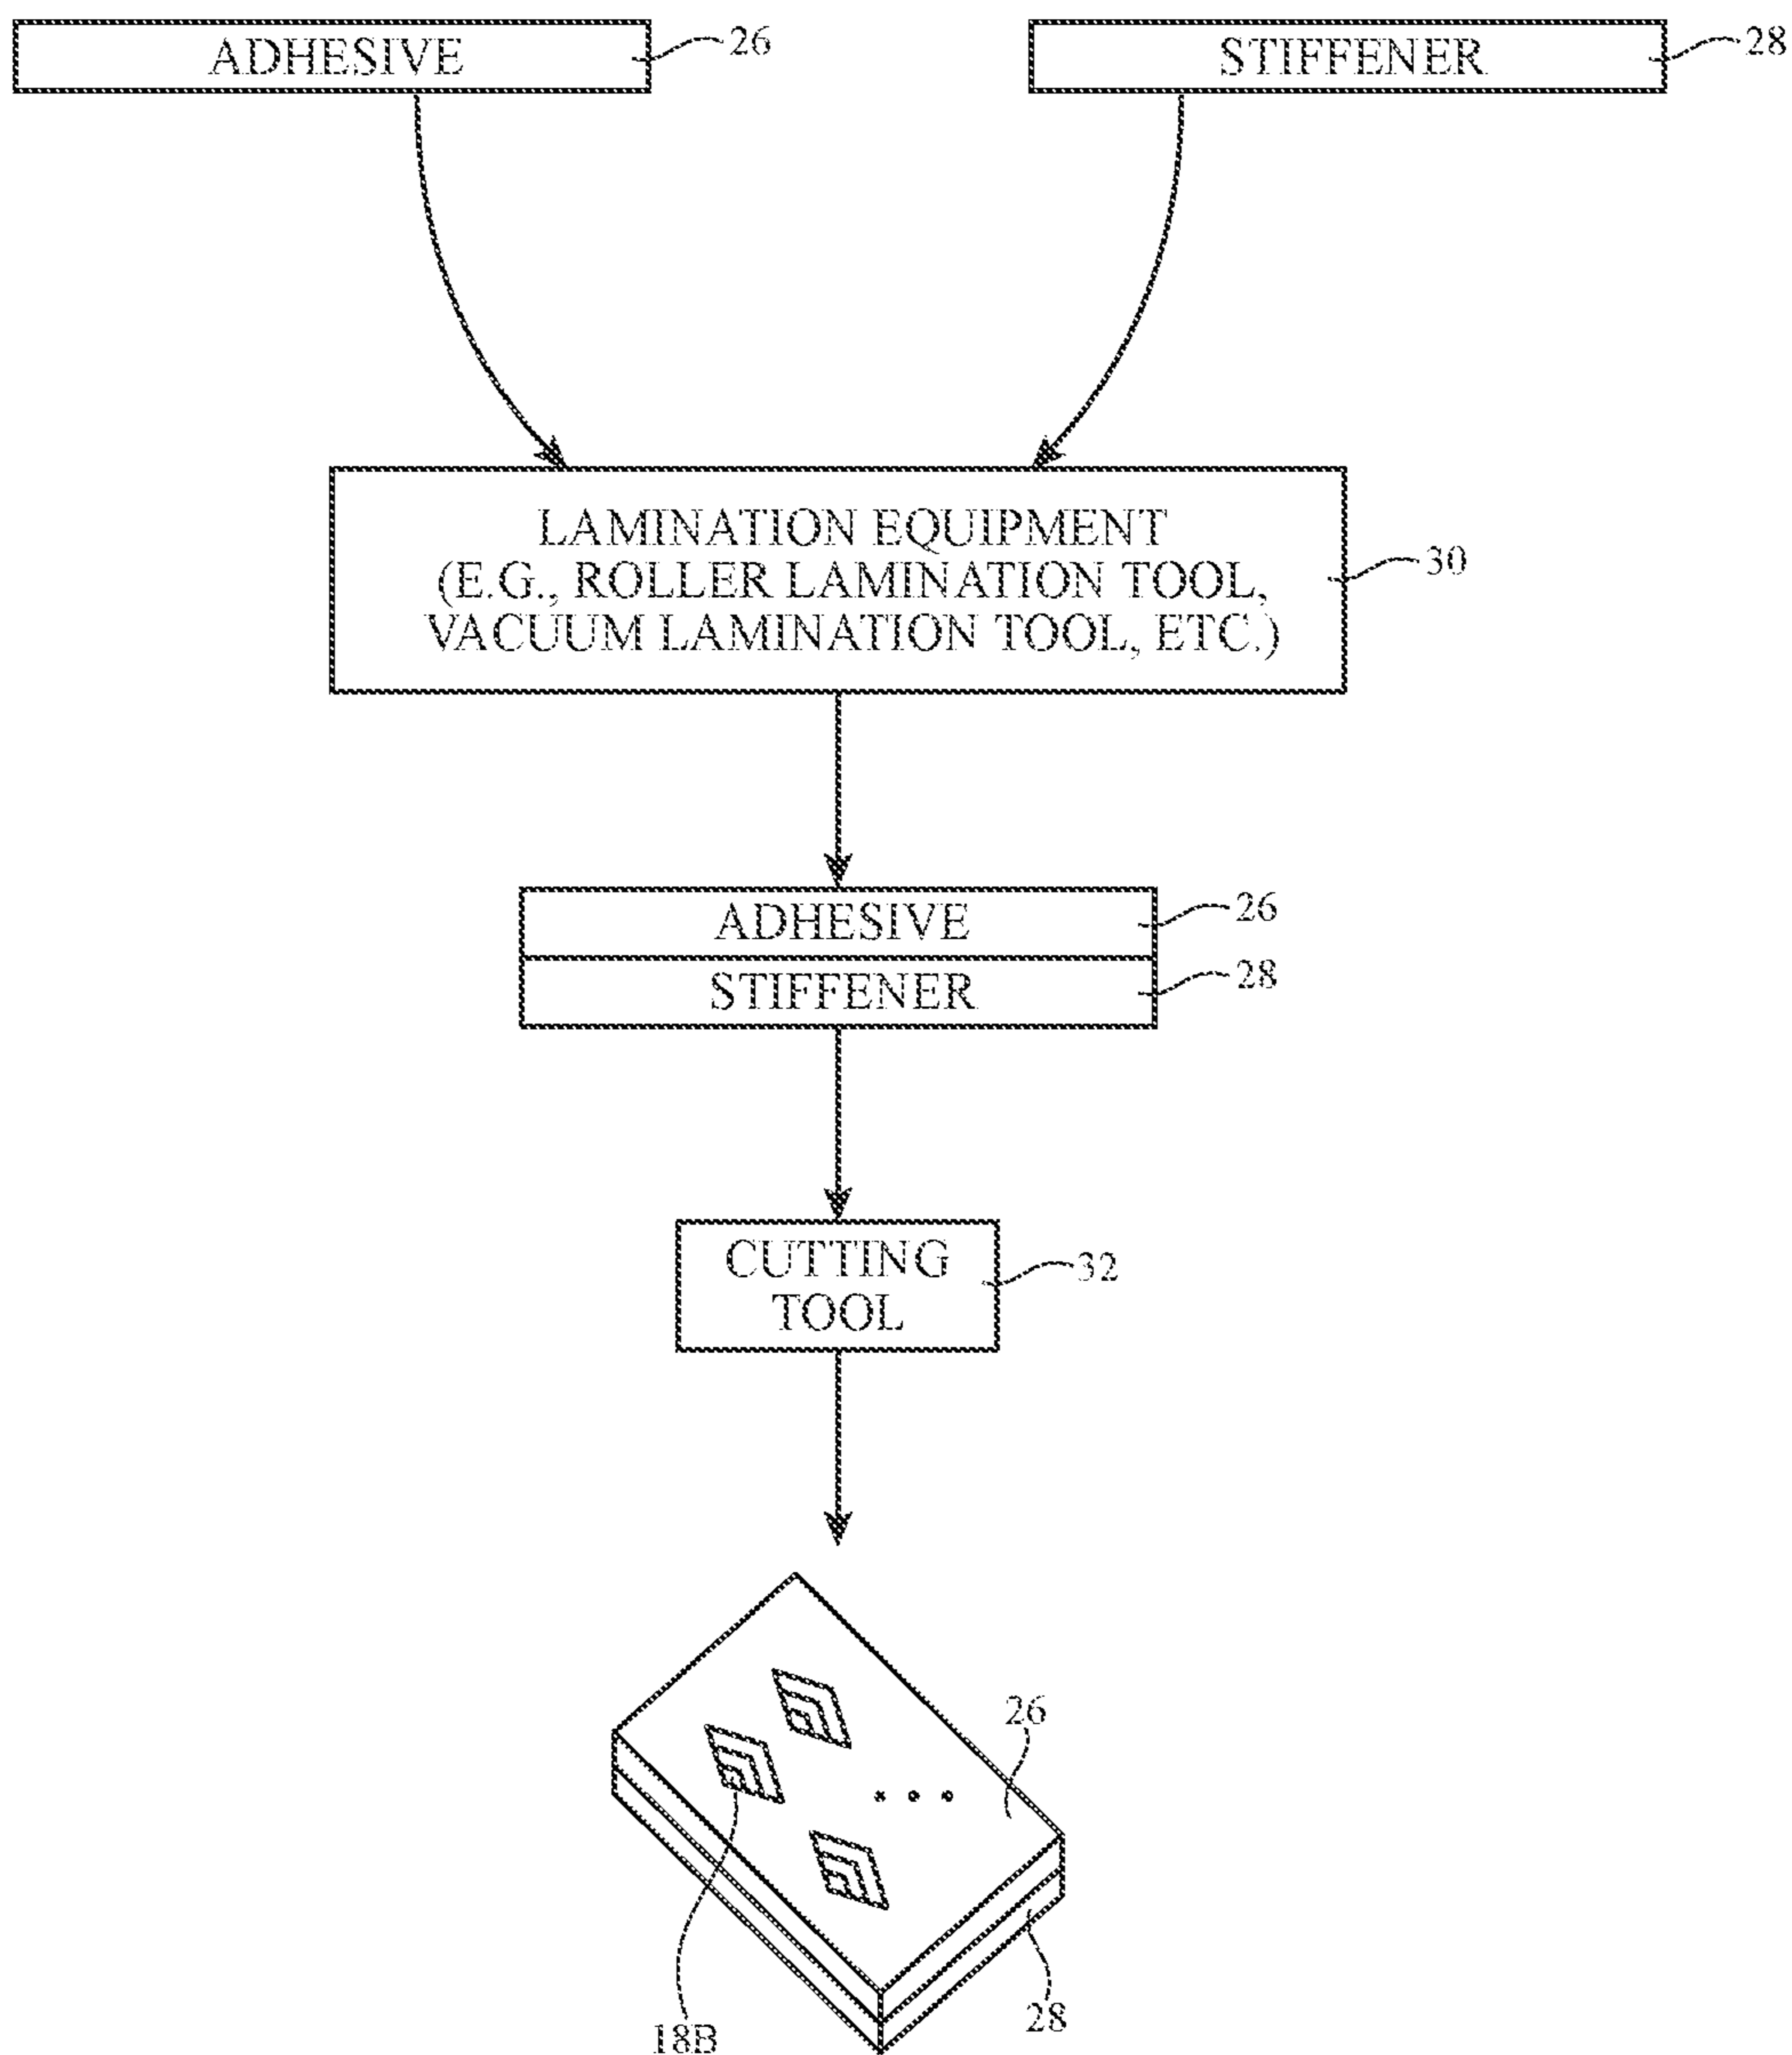 ADHESIVE 26
STIFFENER 28
LAMINATION EQUIPMENT
(E.G., ROLLER LAMINATION TOOL,
VACUUM LAMINATION TOOL, ETC.)
30
ADHESIVE 26
STIFFENER 28
CUTTING
TOOL
32
26
28
18B